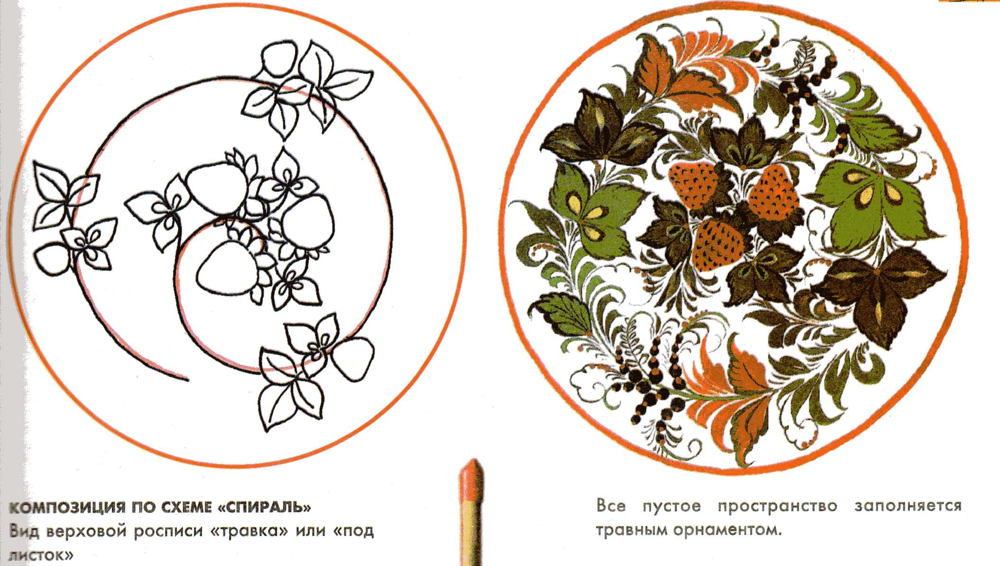 КОМПОЗИЦИЯ ПО СХЕМЕ «СПИРАЛЬ»
Вид верховой росписи «травка» или «под
листок»
Все пустое пространство заполняется
травным орнаментом.